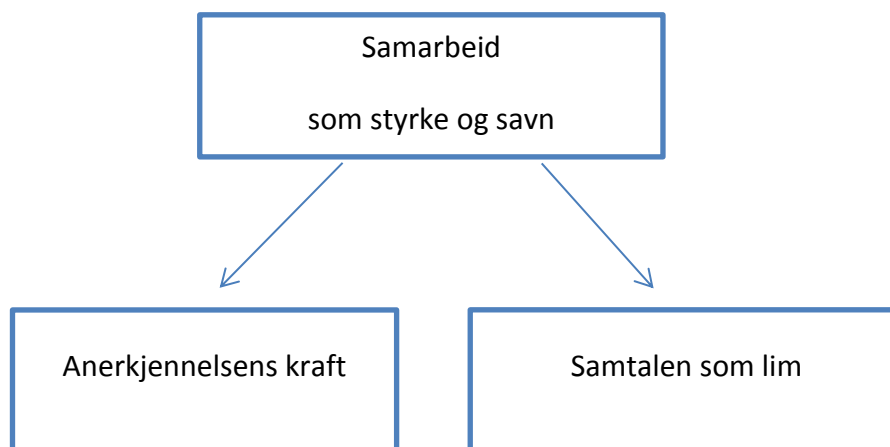 Samarbeid
som styrke og savn
Anerkjennelsens kraft
Samtalen som lim